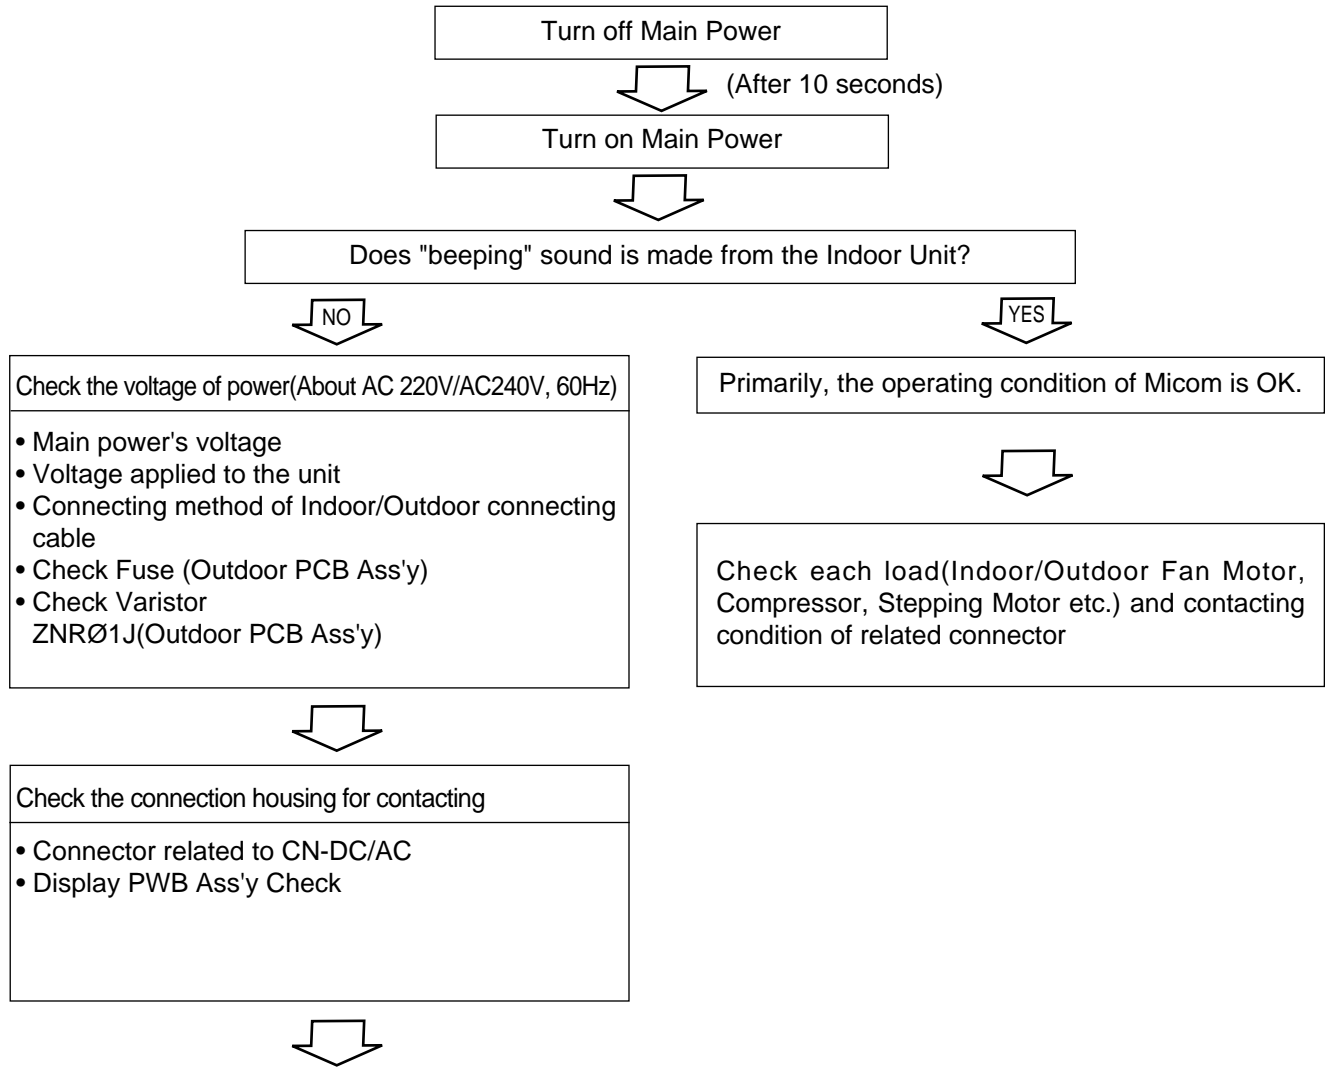 Turn off Main Power
(After 10 seconds)
Turn on Main Power
Does "beeping" sound is made from the Indoor Unit?
NO
YES
Check the voltage of power(About AC 220V/AC240V, 60Hz)
• Main power's voltage
• Voltage applied to the unit
• Connecting method of Indoor/Outdoor connecting
cable
• Check Fuse (Outdoor PCB Ass'y)
• Check Varistor
ZNRØ1J(Outdoor PCB Ass'y)
Primarily, the operating condition of Micom is OK.
Check each load(Indoor/Outdoor Fan Motor,
Compressor, Stepping Motor etc.) and contacting
condition of related connector
Check the connection housing for contacting
• Connector related to CN-DC/AC
• Display PWB Ass'y Check